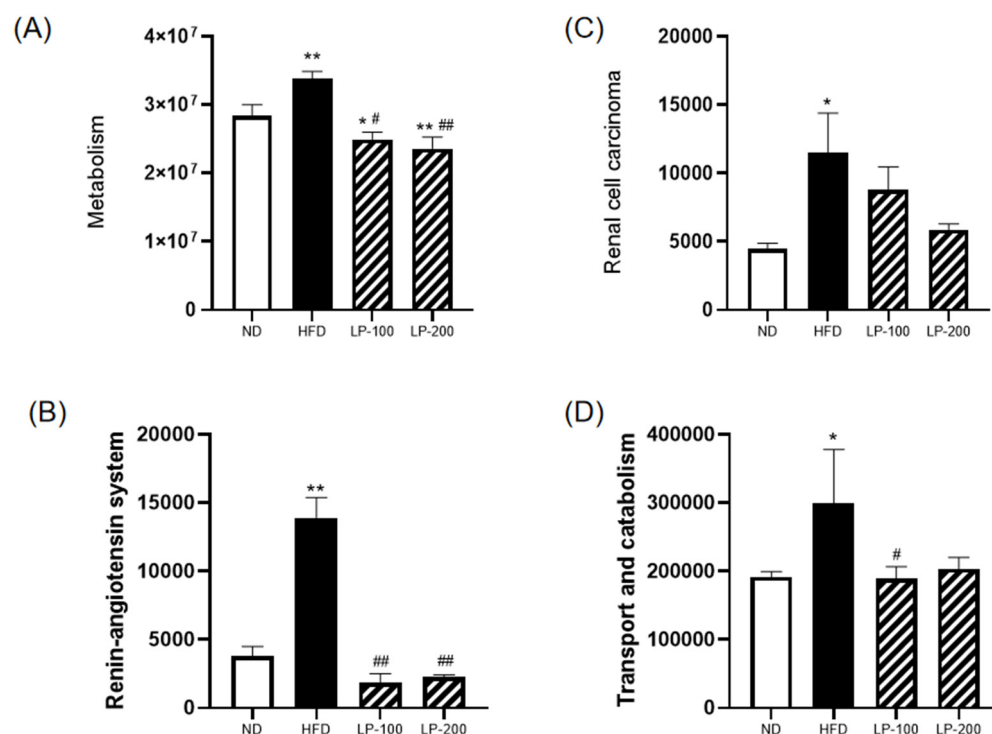 (A)
Metabolism
4×10⁷
3×10⁷
2×10⁷
1×10⁷
0
**
* #
** ##
ND HFD LP-100 LP-200
(C)
Renal cell carcinoma
20000
15000
10000
5000
0
*
ND HFD LP-100 LP-200
(B)
Renin-angiotensin system
20000
15000
10000
5000
0
**
## ##
ND HFD LP-100 LP-200
(D)
Transport and catabolism
400000
300000
200000
100000
0
*
#
ND HFD LP-100 LP-200